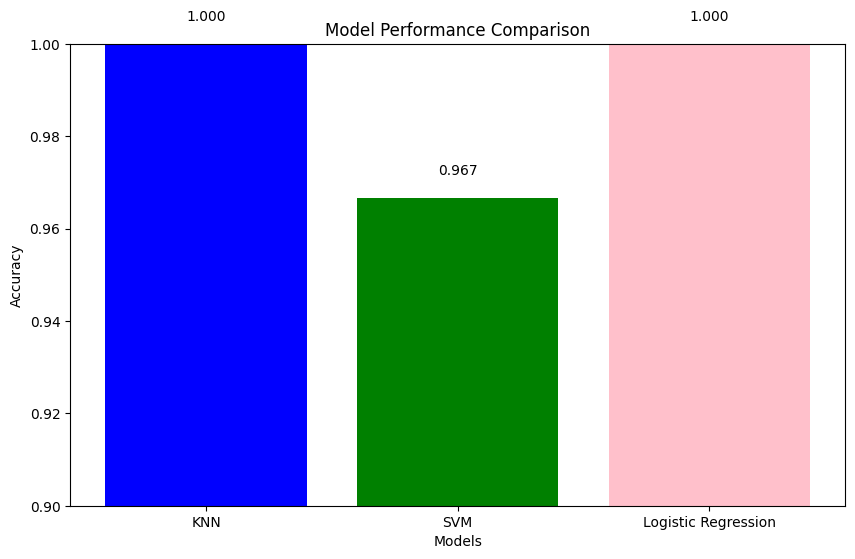 1.000
1.000
Model Performance Comparison
1.00
0.98
0.967
0.96
0.94
0.92
0.90
Accuracy
KNN
SVM
Logistic Regression
Models